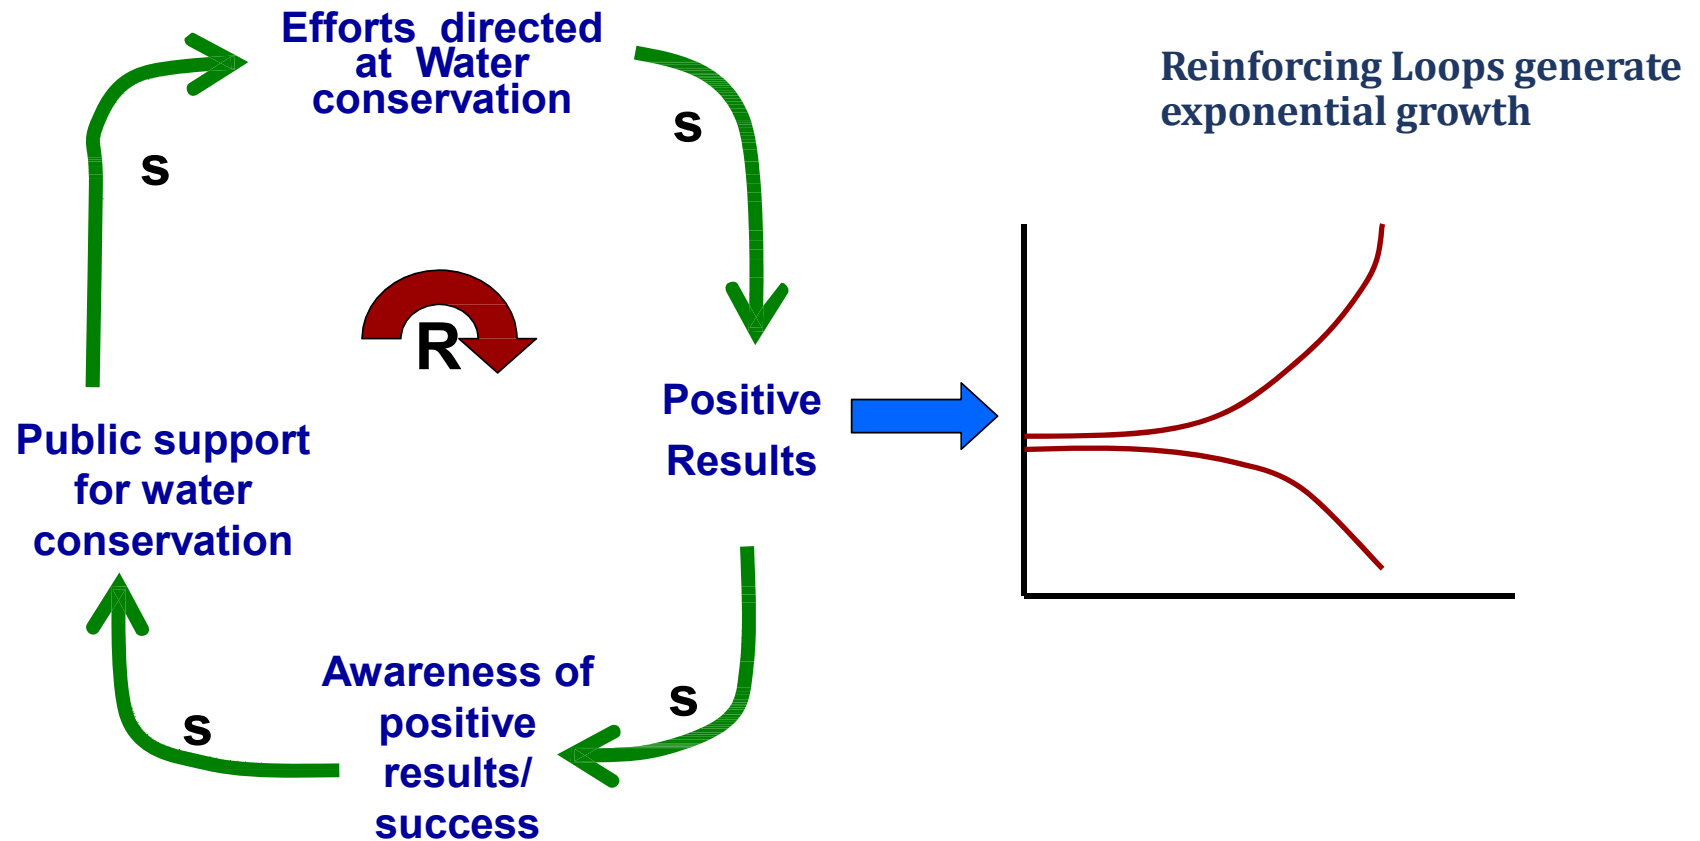 Efforts directed
at Water
conservation
Reinforcing Loops generate
exponential growth
s
s
R
Positive
Results
Public support
for water
conservation
Awareness of
positive
results/
success
s
s